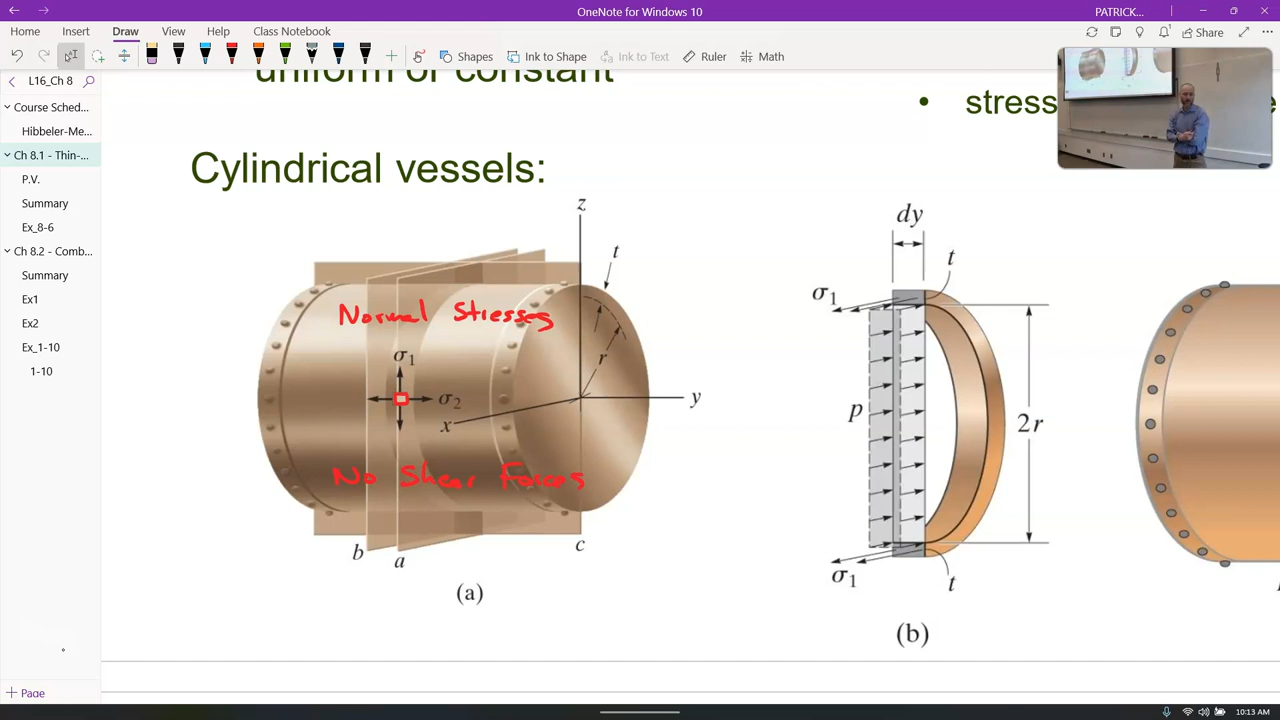 OneNote for Windows 10
PATRICK...
Home
Insert
Draw
View
Help
Class Notebook
Shapes
Ink to Shape
Ink to Text
Math
Ruler
Share
L16_Ch 8
Course Sched...
Hibbeler-Me...
Ch 8.1 - Thin-...
P.V.
Summary
Ex_8-6
Ch 8.2 - Comb...
Summary
Ex1
Ex2
Ex_1-10
1-10
+ Page
uniform or constant
• stress
Cylindrical vessels:
z
t
Normal Stresses
σ1
r
σ2
y
x
No Shear Forces
b
a
c
(a)
dy
t
σ1
p
2r
σ1
t
(b)
10:13 AM